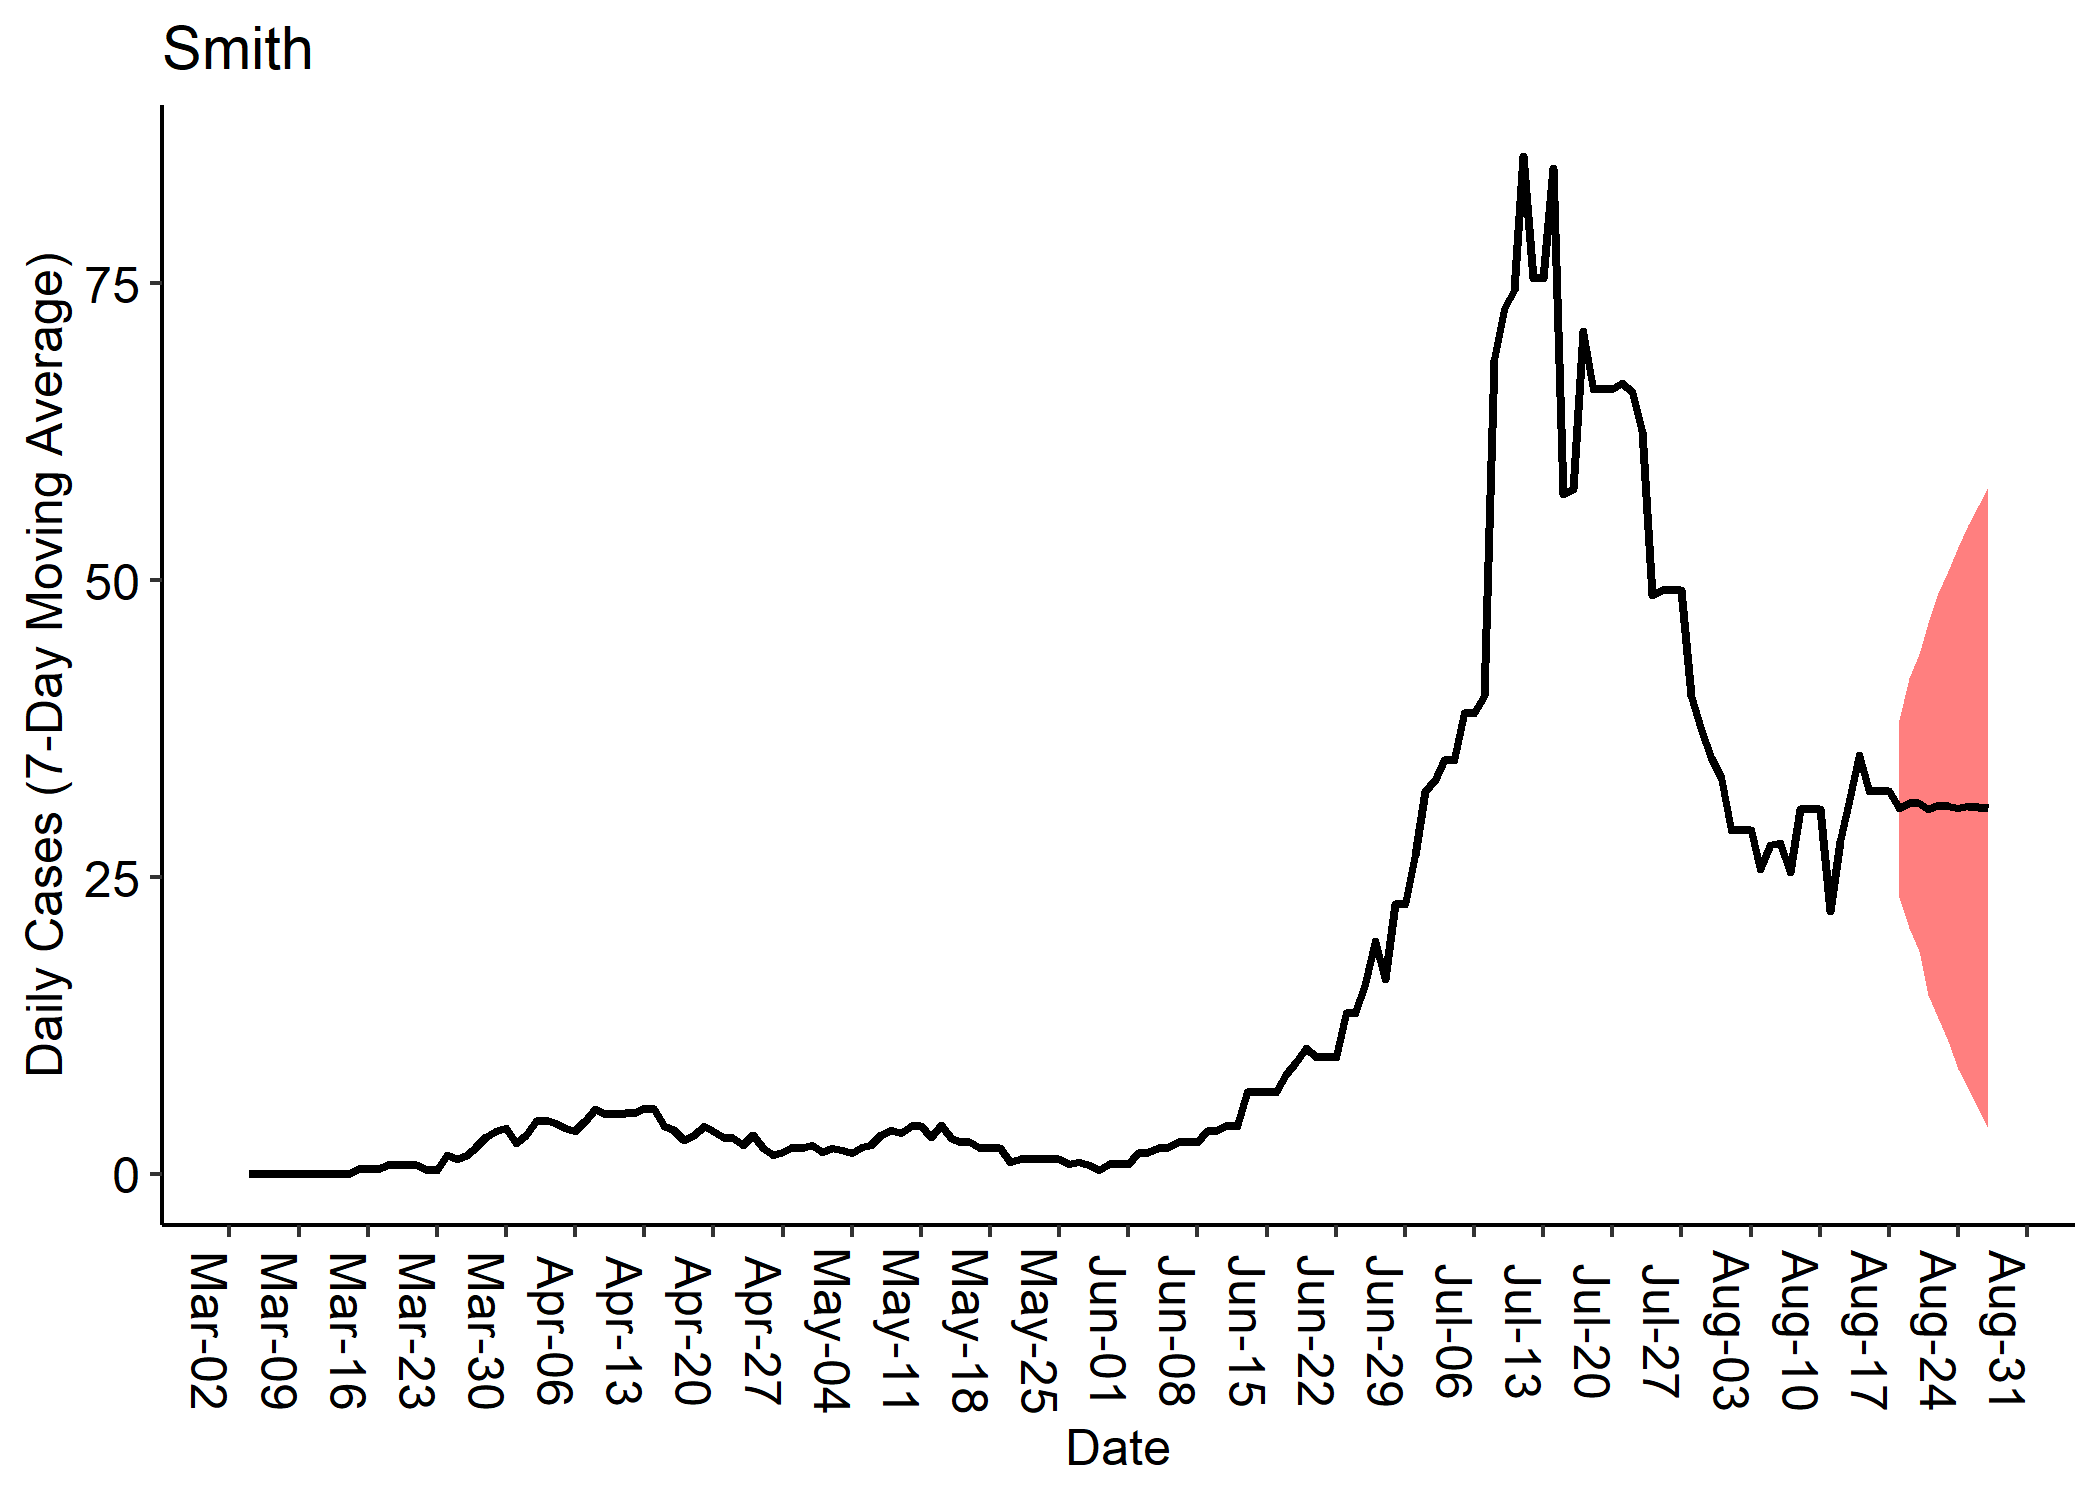 Smith
Daily Cases (7-Day Moving Average)
75
50
25
0
Mar-02
Mar-09
Mar-16
Mar-23
Mar-30
Apr-06
Apr-13
Apr-20
Apr-27
May-04
May-11
May-18
May-25
Jun-01
Jun-08
Jun-15
Jun-22
Jun-29
Jul-06
Jul-13
Jul-20
Jul-27
Aug-03
Aug-10
Aug-17
Aug-24
Aug-31
Date